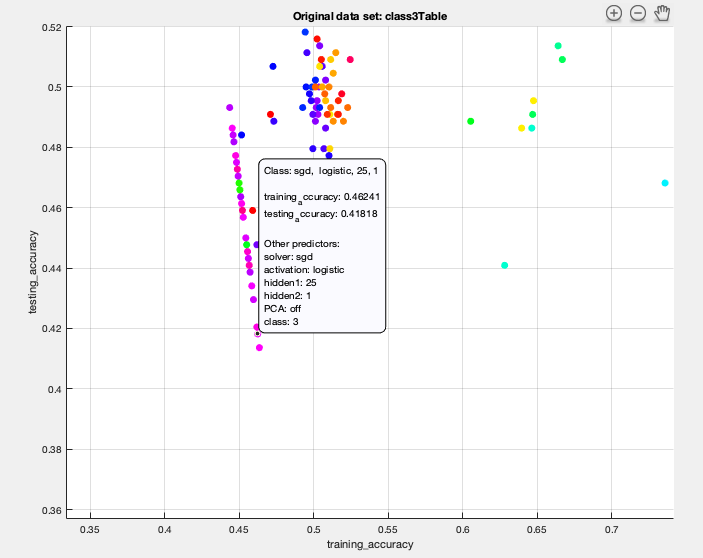 Original data set: class3Table
0.52
0.5
0.48
0.46
0.44
0.42
0.4
0.38
0.36
testing_accuracy
Class: sgd, logistic, 25, 1
training_accuracy: 0.46241
testing_accuracy: 0.41818
Other predictors:
solver: sgd
activation: logistic
hidden1: 25
hidden2: 1
PCA: off
class: 3
0.35 0.4 0.45 0.5 0.55 0.6 0.65 0.7
training_accuracy